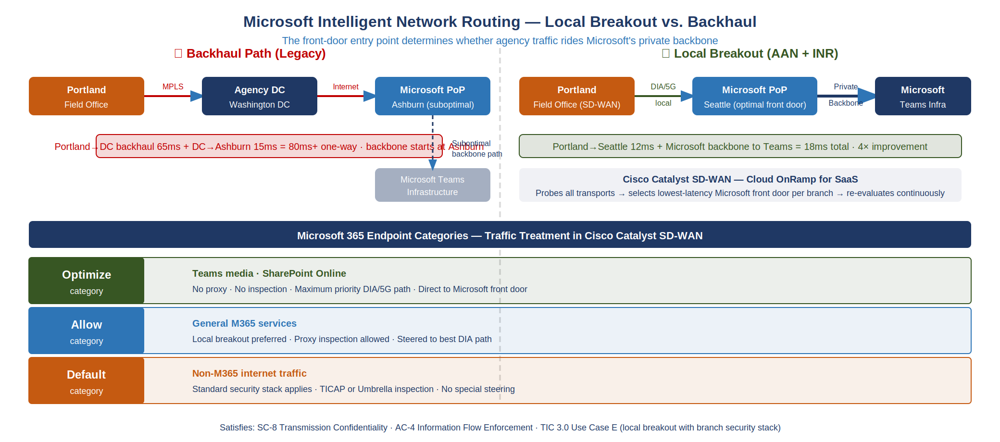 Microsoft Intelligent Network Routing — Local Breakout vs. Backhaul
The front-door entry point determines whether agency traffic rides Microsoft's private backbone
Backhaul Path (Legacy)
Portland
Field Office
MPLS
Agency DC
Washington DC
Internet
Microsoft PoP
Ashburn (suboptimal)
Portland→DC backhaul 65ms + DC→Ashburn 15ms = 80ms+ one-way · backbone starts at Ashburn
Suboptimal
backbone path
Microsoft Teams
Infrastructure
Local Breakout (AAN + INR)
Portland
Field Office (SD-WAN)
DIA/5G
local
Microsoft PoP
Seattle (optimal front door)
Private
Backbone
Microsoft
Teams Infra
Portland→Seattle 12ms + Microsoft backbone to Teams = 18ms total · 4× improvement
Cisco Catalyst SD-WAN — Cloud OnRamp for SaaS
Probes all transports → selects lowest-latency Microsoft front door per branch → re-evaluates continuously
Microsoft 365 Endpoint Categories — Traffic Treatment in Cisco Catalyst SD-WAN
Optimize
category
Teams media · SharePoint Online
No proxy · No inspection · Maximum priority DIA/5G path · Direct to Microsoft front door
Allow
category
General M365 services
Local breakout preferred · Proxy inspection allowed · Steered to best DIA path
Default
category
Non-M365 internet traffic
Standard security stack applies · TICAP or Umbrella inspection · No special steering
Satisfies: SC-8 Transmission Confidentiality · AC-4 Information Flow Enforcement · TIC 3.0 Use Case E (local breakout with branch security stack)